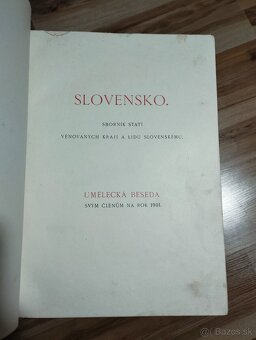 SLOVENSKO.
SBORNÍK STATÍ
VĚNOVANÝCH KRAJI A LIDU SLOVENSKÉMU.
UMĚLECKÁ BESEDA
SVÝM ČLENŮM NA ROK 1901.
Bazos.sk